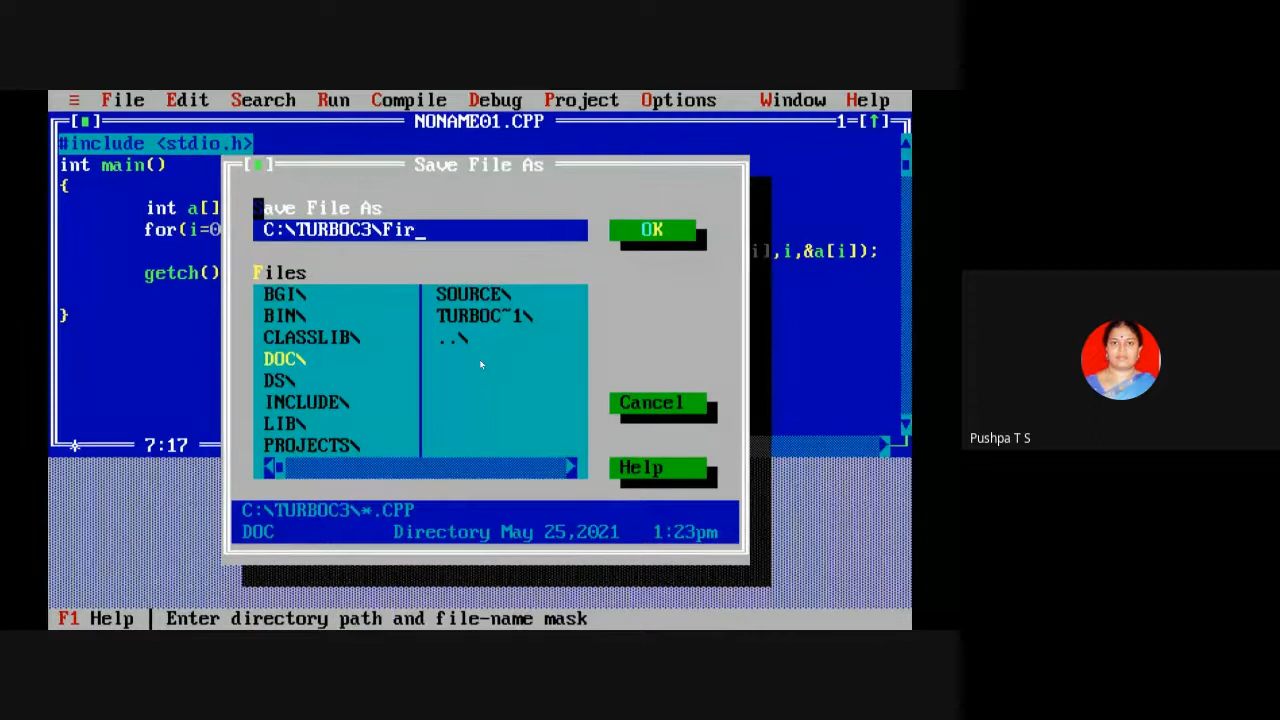 ≡ File Edit Search Run Compile Debug Project Options Window Help
[■] NONAME01.CPP 1=[↑]
#include <stdio.h>
int main()
{
int a[]
for(i=0
i],i,&a[i]);
getch()
}
7:17
[■] Save File As
Save File As
C:\TURBOC3\Fir_
OK
Files
BGI\
BIN\
CLASSLIB\
DOC\
DS\
INCLUDE\
LIB\
PROJECTS\
SOURCE\
TURBOC~1\
..\
Cancel
Help
C:\TURBOC3\*.CPP
DOC Directory May 25,2021 1:23pm
F1 Help | Enter directory path and file-name mask
Pushpa T S